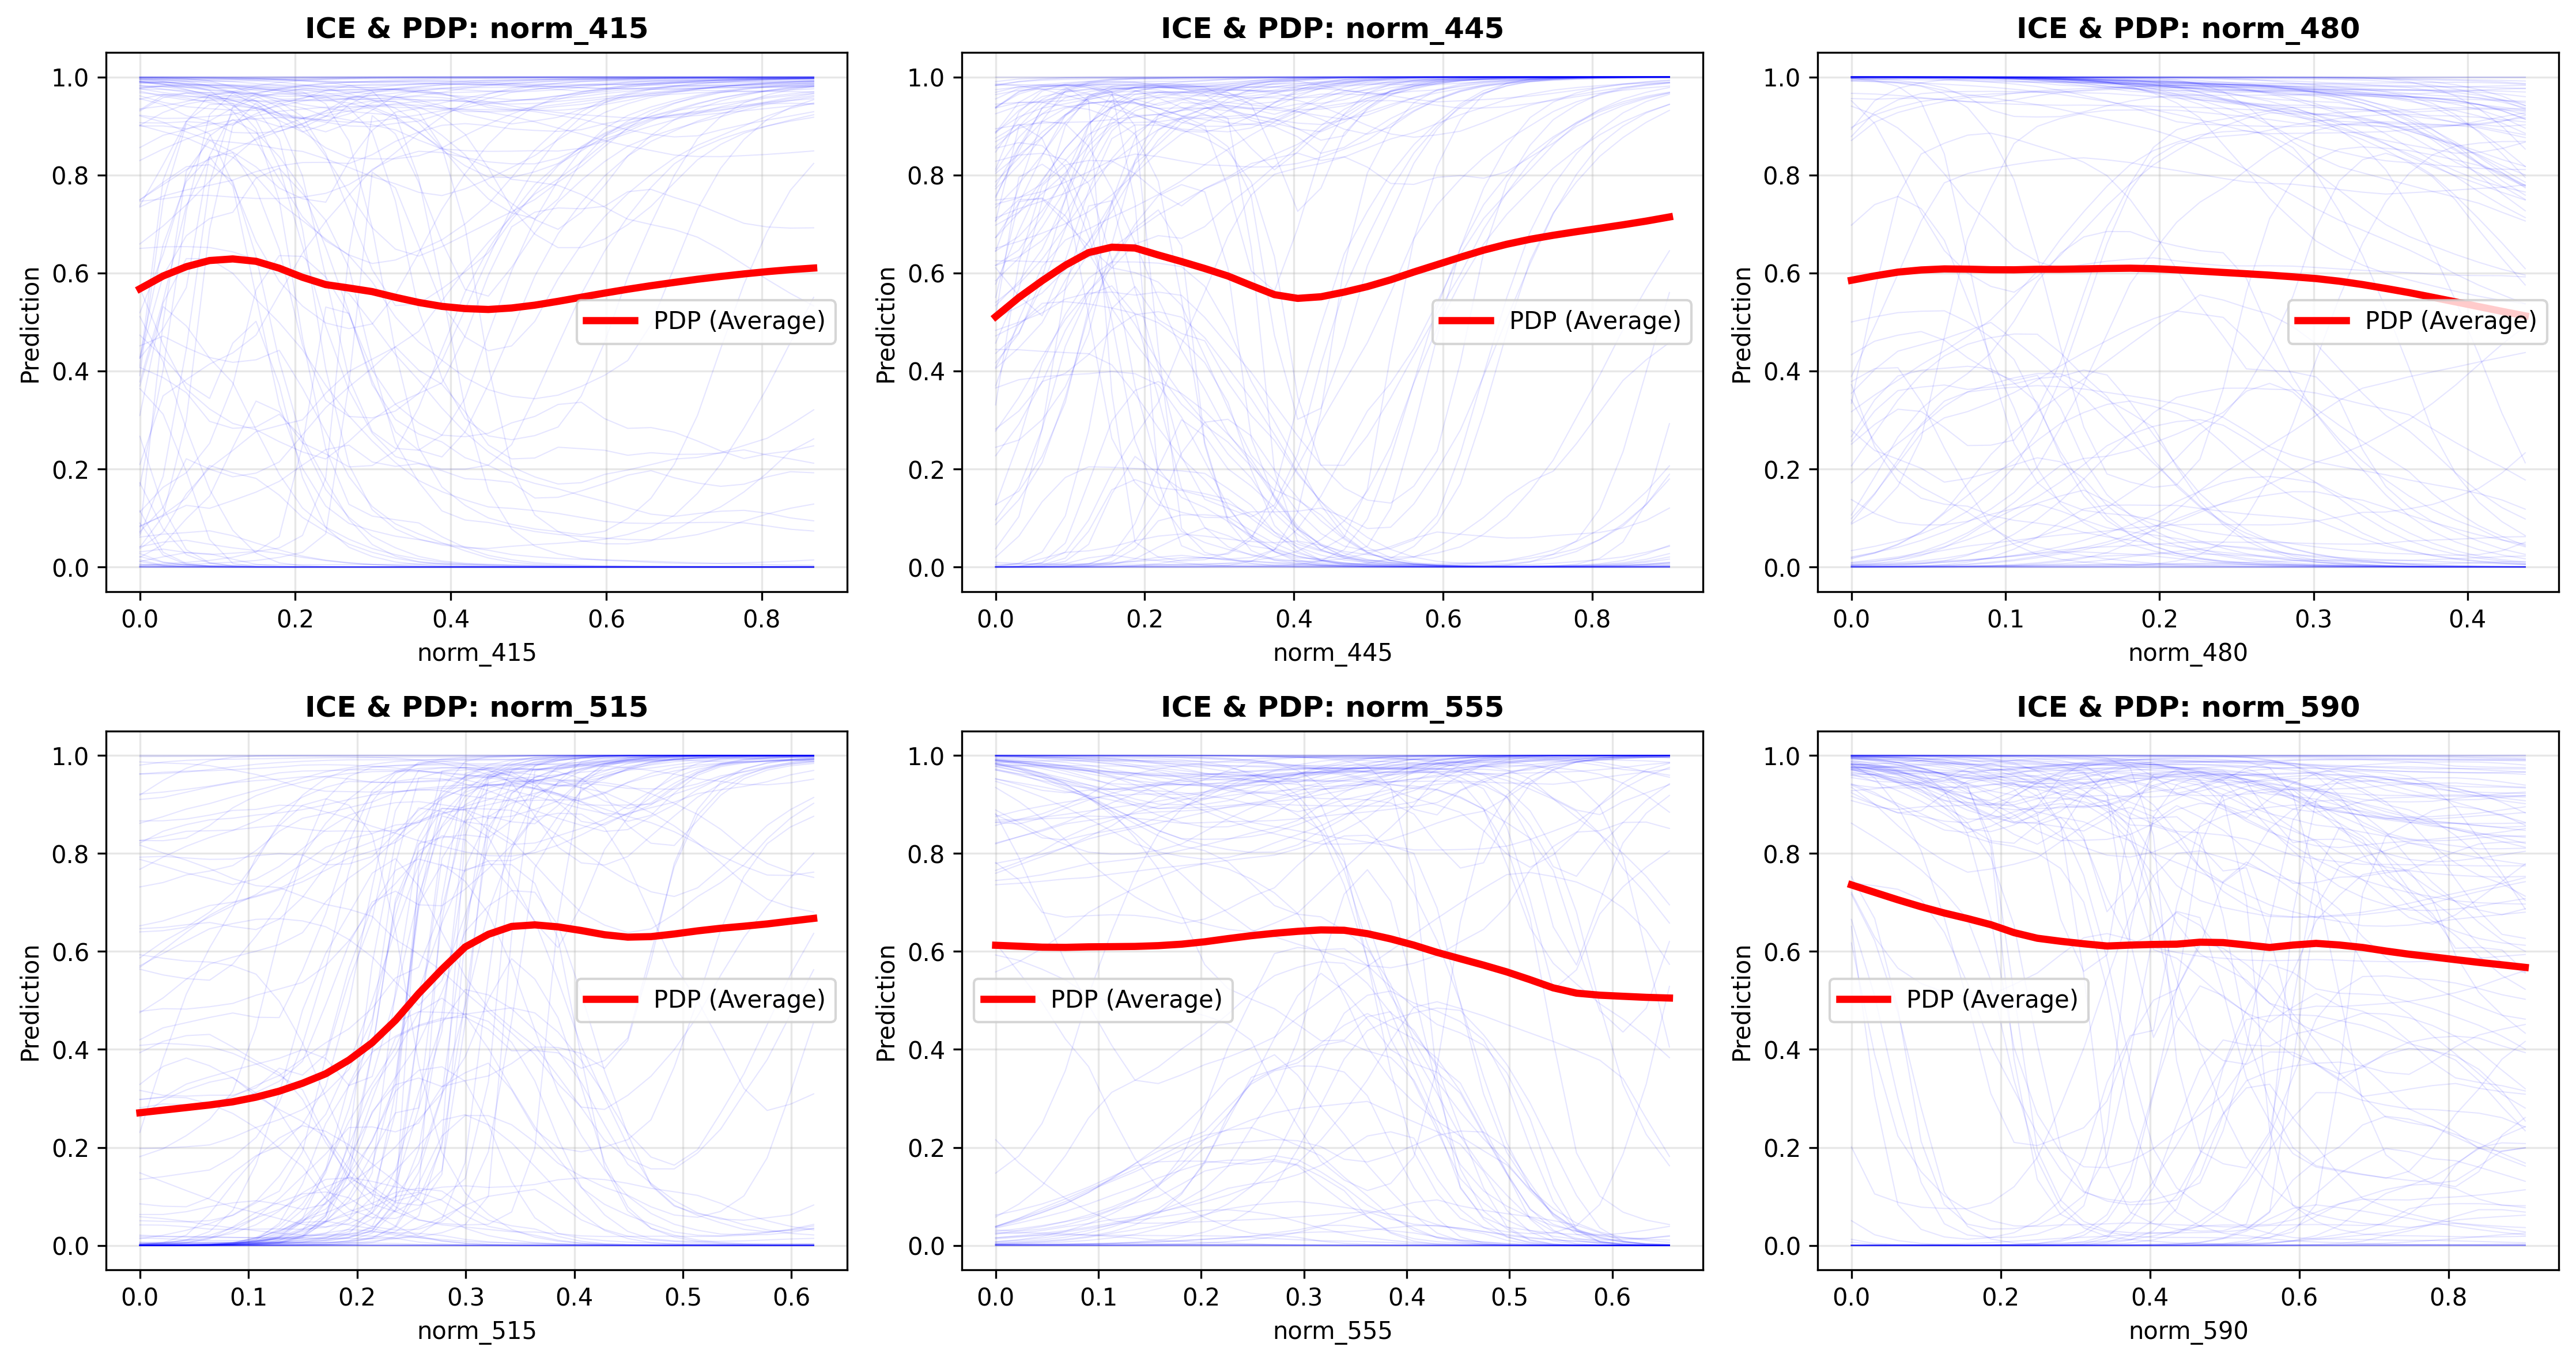 ICE & PDP: norm_415
Prediction
1.0
0.8
0.6
0.4
0.2
0.0
PDP (Average)
0.0 0.2 0.4 0.6 0.8
norm_415
ICE & PDP: norm_445
Prediction
1.0
0.8
0.6
0.4
0.2
0.0
PDP (Average)
0.0 0.2 0.4 0.6 0.8
norm_445
ICE & PDP: norm_480
Prediction
1.0
0.8
0.6
0.4
0.2
0.0
PDP (Average)
0.0 0.1 0.2 0.3 0.4
norm_480
ICE & PDP: norm_515
Prediction
1.0
0.8
0.6
0.4
0.2
0.0
PDP (Average)
0.0 0.1 0.2 0.3 0.4 0.5 0.6
norm_515
ICE & PDP: norm_555
Prediction
1.0
0.8
0.6
0.4
0.2
0.0
PDP (Average)
0.0 0.1 0.2 0.3 0.4 0.5 0.6
norm_555
ICE & PDP: norm_590
Prediction
1.0
0.8
0.6
0.4
0.2
0.0
PDP (Average)
0.0 0.2 0.4 0.6 0.8
norm_590